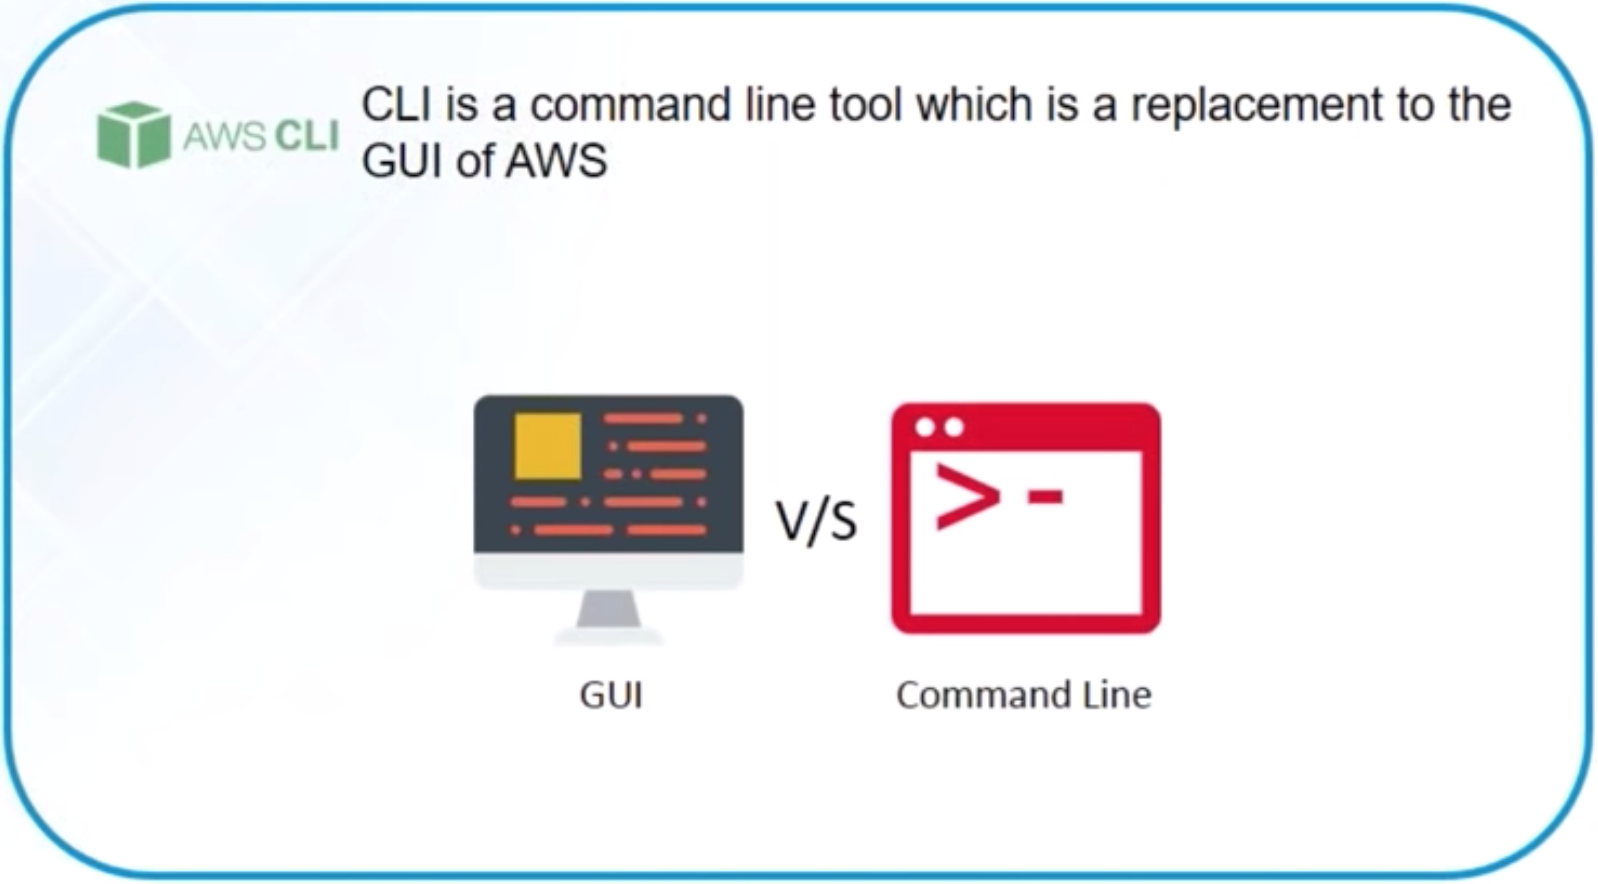 AWS CLI
CLI is a command line tool which is a replacement to the
GUI of AWS
V/S
>-
GUI
Command Line